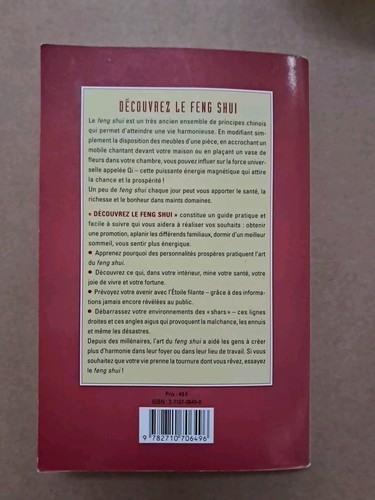 DÉCOUVREZ LE FENG SHUI
Le feng shui est un très ancien ensemble de principes chinois
qui permet d'atteindre une vie harmonieuse. En modifiant sim-
plement la disposition des meubles d'une pièce, en accrochant un
mobile chantant devant votre maison ou en plaçant un vase de
fleurs dans votre chambre, vous pouvez influer sur la force univer-
selle appelée Qi – cette puissante énergie magnétique qui attire
la chance et la prospérité !
Un peu de feng shui chaque jour peut vous apporter le santé, la
richesse et le bonheur dans maints domaines.
« DÉCOUVREZ LE FENG SHUI » constitue un guide pratique et
facile à suivre qui vous aidera à réaliser vos souhaits : obtenir
une promotion, aplanir les différends familiaux, dormir d'un meilleur
sommeil, vous sentir plus énergique.
● Apprenez pourquoi des personnalités prospères pratiquent l'art
du feng shui.
● Découvrez ce qui, dans votre intérieur, mine votre santé, votre
joie de vivre et votre fortune.
● Prévoyez votre avenir avec l'Étoile filante – grâce à des informa-
tions jamais encore révélées au public.
● Débarrassez votre environnements des « shars » – ces lignes
droites et ces angles aigus qui provoquent la malchance, les ennuis
et même les désastres.
Depuis des millénaires, l'art du feng shui a aidé les gens à créer
plus d'harmonie dans leur foyer ou dans leur lieu de travail. Si vous
souhaitez que votre vie prenne la tournure dont vous rêvez, essayez
le feng shui !
Prix : 49 F
ISBN : 2-7107-0649-6
9 782710 706496